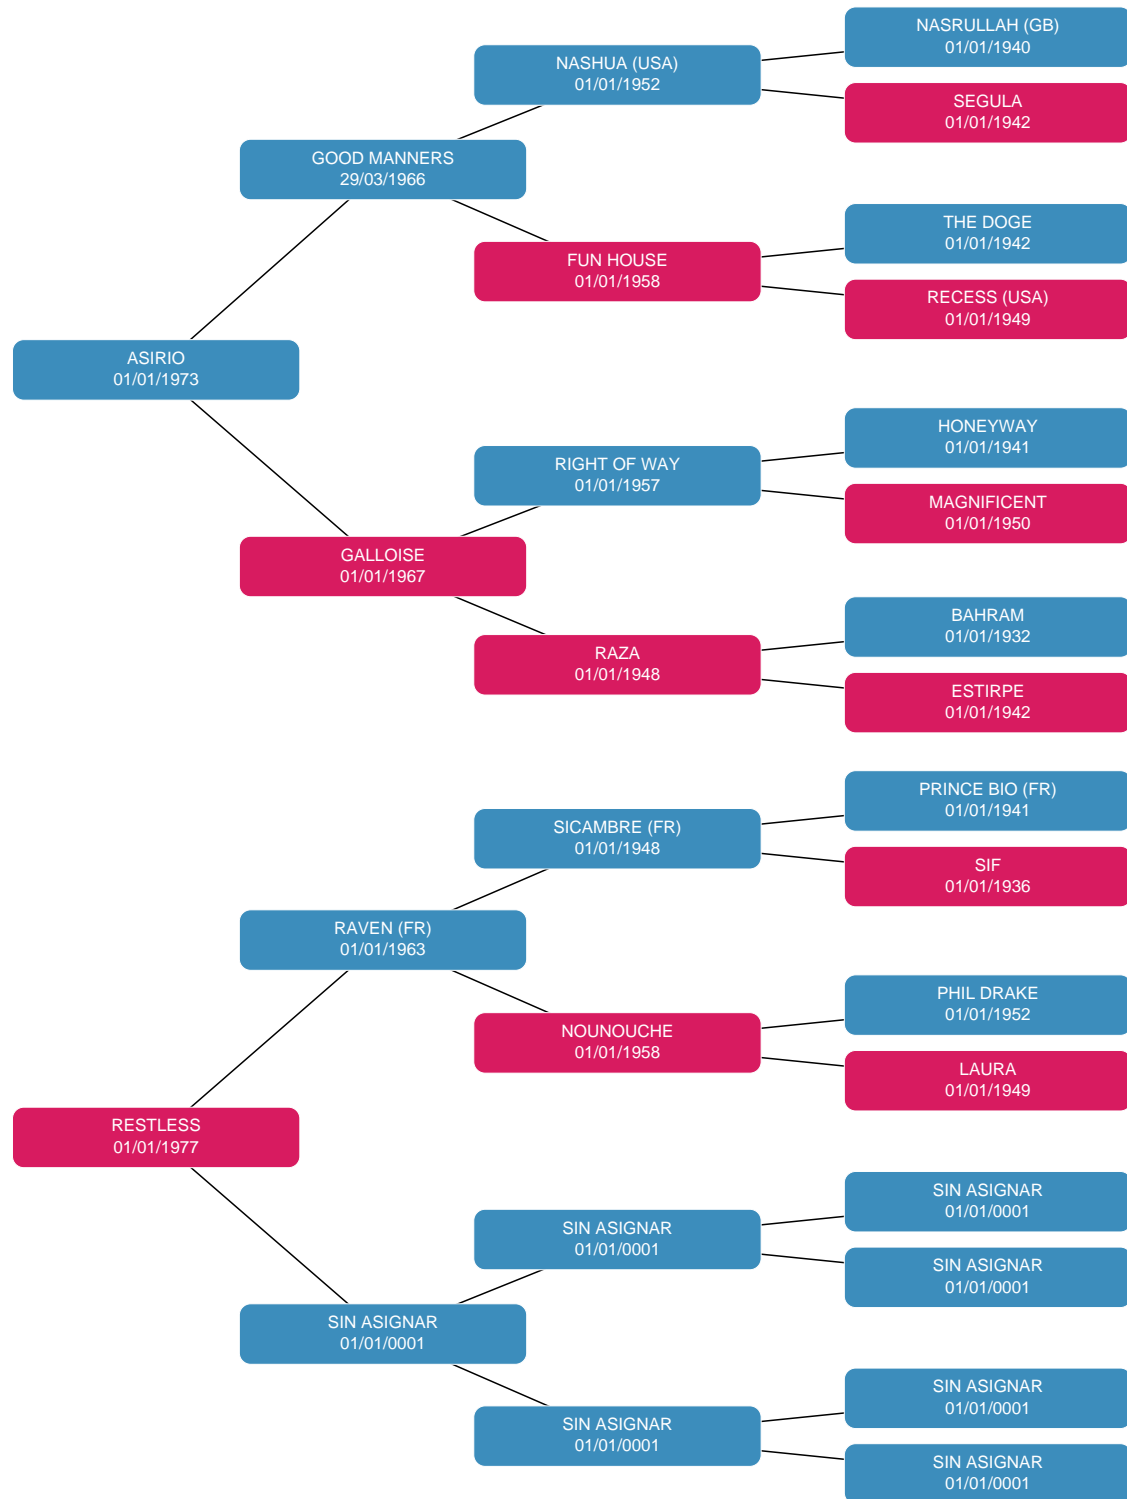 NASRULLAH (GB)
01/01/1940
NASHUA (USA)
01/01/1952
SEGULA
01/01/1942
GOOD MANNERS
29/03/1966
THE DOGE
01/01/1942
FUN HOUSE
01/01/1958
RECESS (USA)
01/01/1949
ASIRIO
01/01/1973
HONEYWAY
01/01/1941
RIGHT OF WAY
01/01/1957
MAGNIFICENT
01/01/1950
GALLOISE
01/01/1967
BAHRAM
01/01/1932
RAZA
01/01/1948
ESTIRPE
01/01/1942
PRINCE BIO (FR)
01/01/1941
SICAMBRE (FR)
01/01/1948
SIF
01/01/1936
RAVEN (FR)
01/01/1963
PHIL DRAKE
01/01/1952
NOUNOUCHE
01/01/1958
LAURA
01/01/1949
RESTLESS
01/01/1977
SIN ASIGNAR
01/01/0001
SIN ASIGNAR
01/01/0001
SIN ASIGNAR
01/01/0001
SIN ASIGNAR
01/01/0001
SIN ASIGNAR
01/01/0001
SIN ASIGNAR
01/01/0001
SIN ASIGNAR
01/01/0001